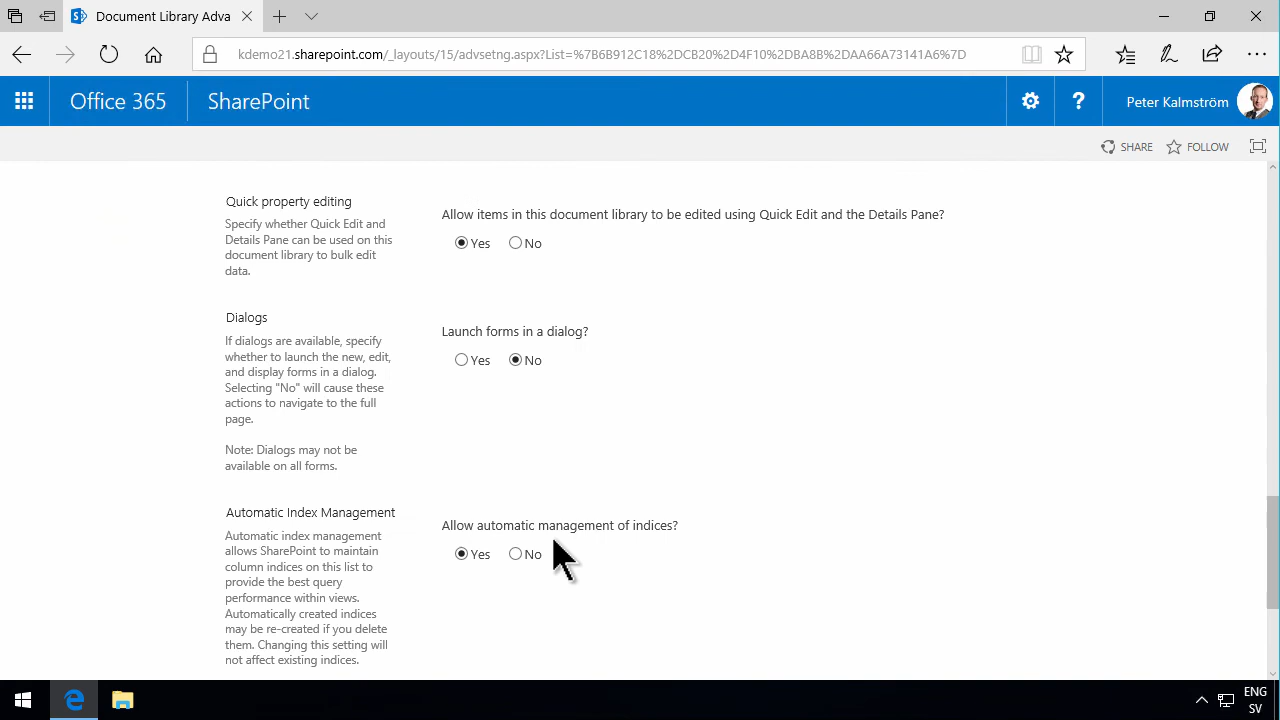 Document Library Adva
kdemo21.sharepoint.com/_layouts/15/advsetng.aspx?List=%7B6B912C18%2DCB20%2D4F10%2DBA8B%2DAA66A73141A6%7D
Office 365
SharePoint
?
Peter Kalmström
SHARE
FOLLOW
Quick property editing
Specify whether Quick Edit and
Details Pane can be used on this
document library to bulk edit
data.
Allow items in this document library to be edited using Quick Edit and the Details Pane?
Yes No
Dialogs
If dialogs are available, specify
whether to launch the new, edit,
and display forms in a dialog.
Selecting "No" will cause these
actions to navigate to the full
page.
Note: Dialogs may not be
available on all forms.
Launch forms in a dialog?
Yes No
Automatic Index Management
Automatic index management
allows SharePoint to maintain
column indices on this list to
provide the best query
performance within views.
Automatically created indices
may be re-created if you delete
them. Changing this setting will
not affect existing indices.
Allow automatic management of indices?
Yes No
ENG
SV